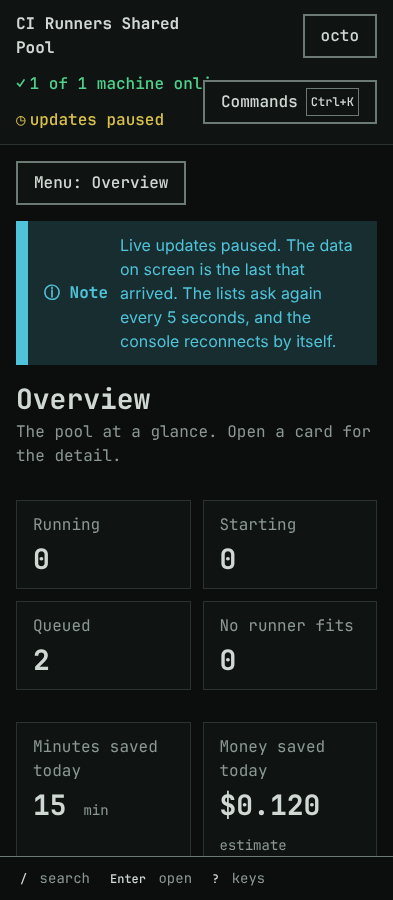 CI Runners Shared
Pool
octo
✓ 1 of 1 machine onli
Commands Ctrl+K
◷ updates paused
Menu: Overview
ⓘ Note
Live updates paused. The data
on screen is the last that
arrived. The lists ask again
every 5 seconds, and the
console reconnects by itself.
Overview
The pool at a glance. Open a card for
the detail.
Running
0
Starting
0
Queued
2
No runner fits
0
Minutes saved
today
15 min
Money saved
today
$0.120
estimate
/ search Enter open ? keys